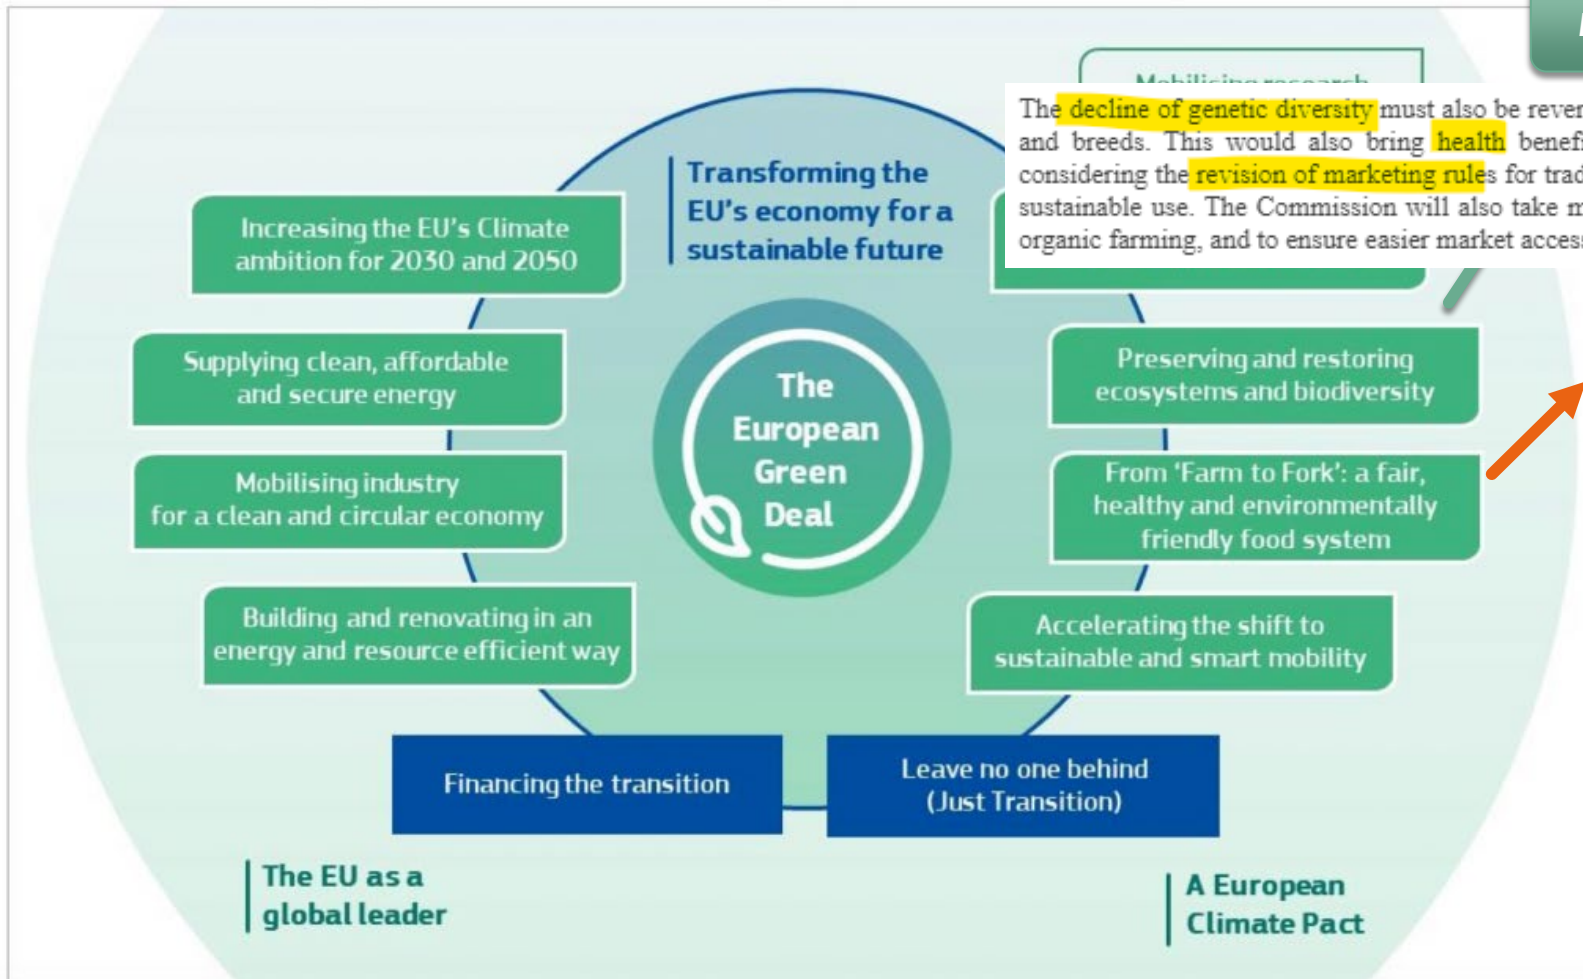 Mobilising research
The decline of genetic diversity must also be rever
and breeds. This would also bring health benef
considering the revision of marketing rules for trad
sustainable use. The Commission will also take m
organic farming, and to ensure easier market acces
Transforming the
EU's economy for a
sustainable future
Increasing the EU's Climate
ambition for 2030 and 2050
Supplying clean, affordable
and secure energy
Mobilising industry
for a clean and circular economy
Building and renovating in an
energy and resource efficient way
The
European
Green
Deal
Preserving and restoring
ecosystems and biodiversity
From 'Farm to Fork': a fair,
healthy and environmentally
friendly food system
Accelerating the shift to
sustainable and smart mobility
Financing the transition
Leave no one behind
(Just Transition)
The EU as a
global leader
A European
Climate Pact